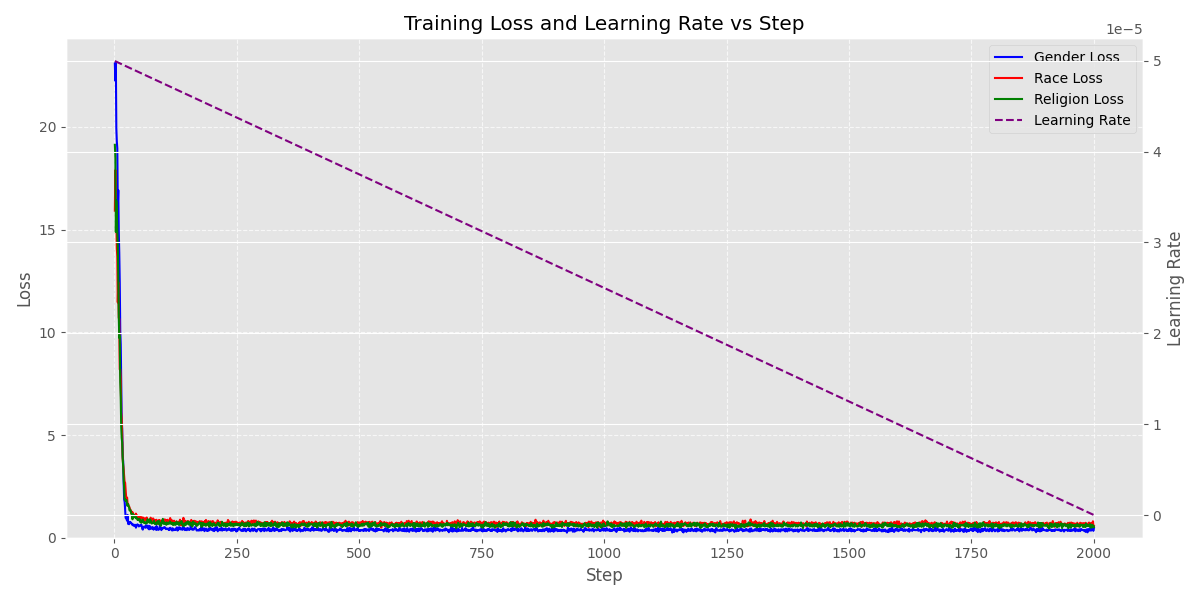 Training Loss and Learning Rate vs Step
1e−5
Gender Loss
Race Loss
Religion Loss
Learning Rate
Loss
20
15
10
5
0
5
4
3
2
1
0
Learning Rate
0 250 500 750 1000 1250 1500 1750 2000
Step